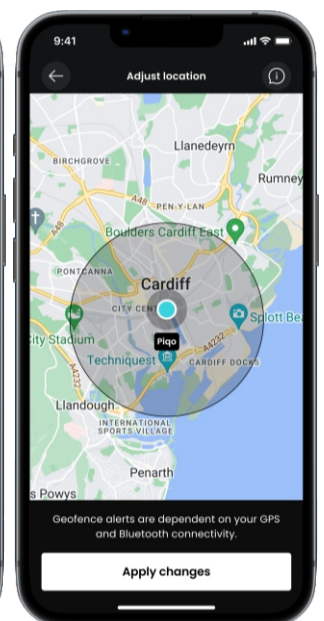 9:41
Adjust location
Llanedeyrn
BIRCHGROVE
Rumney
A48
PEN-Y-LAN
A48
Boulders Cardiff East
PONTCANNA
Cardiff
CITY CEN
City Stadium
Splott Bea
Piqo
Techniquest
A4232
CARDIFF DOCKS
A4232
Llandough
INTERNATIONAL
SPORTS VILLAGE
Penarth
s Powys
Geofence alerts are dependent on your GPS
and Bluetooth connectivity.
Apply changes